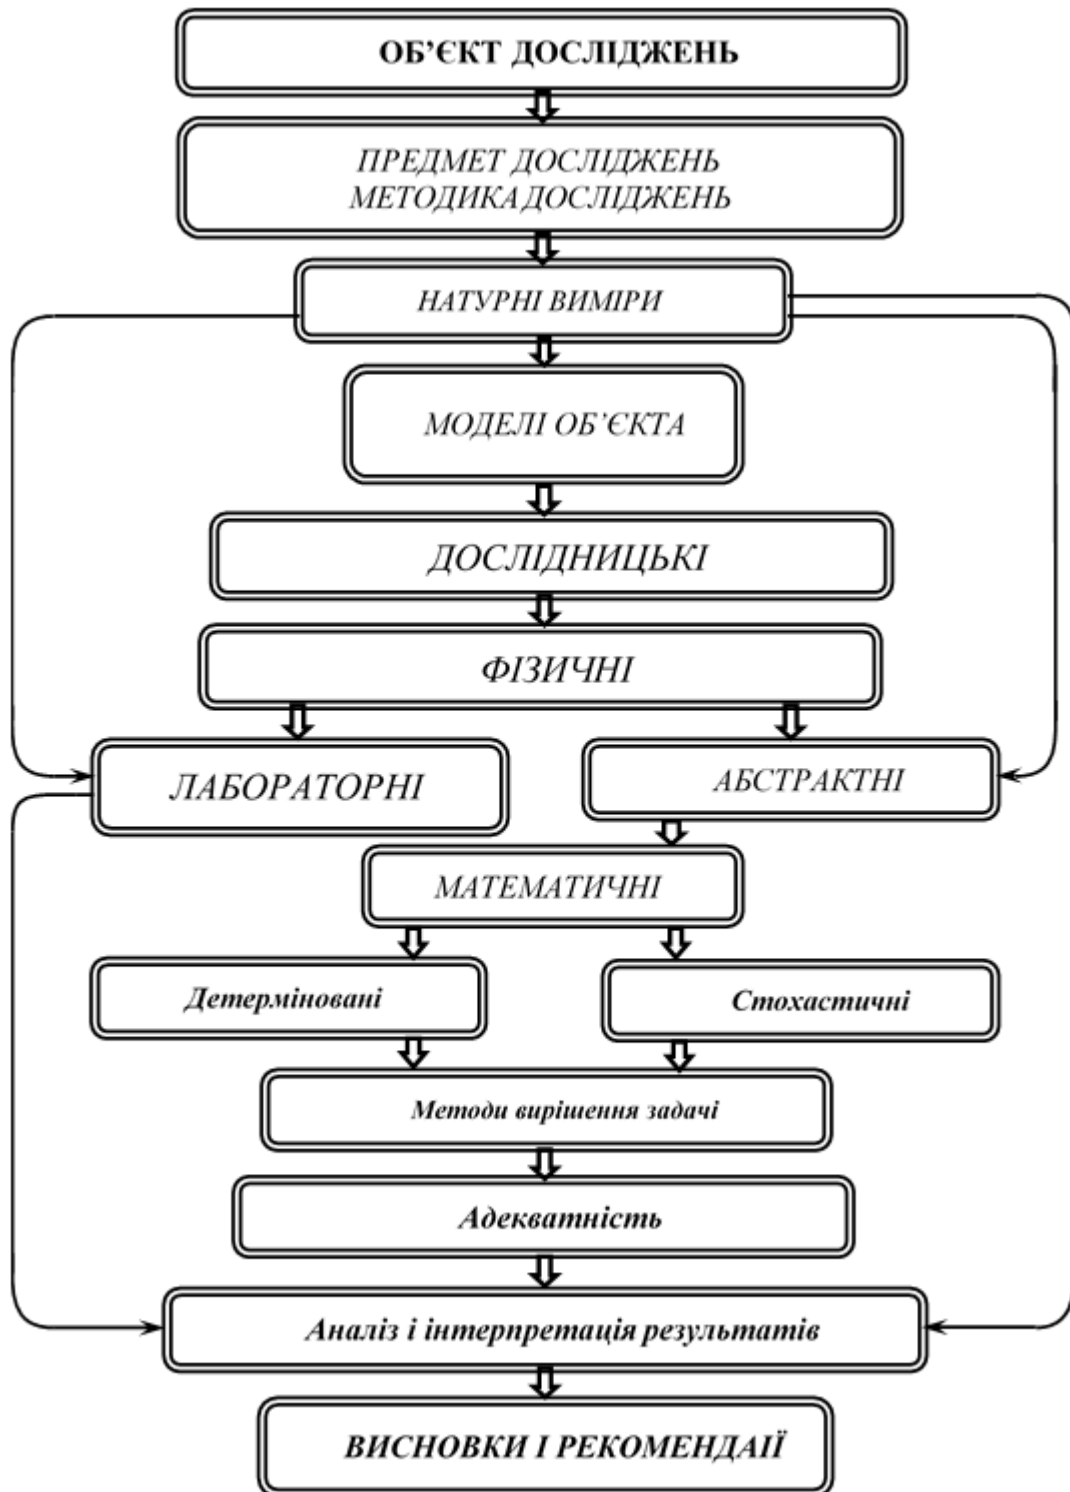 ОБ’ЄКТ ДОСЛІДЖЕНЬ
ПРЕДМЕТ ДОСЛІДЖЕНЬ
МЕТОДИКА ДОСЛІДЖЕНЬ
НАТУРНІ ВИМІРИ
МОДЕЛІ ОБ’ЄКТА
ДОСЛІДНИЦЬКІ
ФІЗИЧНІ
ЛАБОРАТОРНІ
АБСТРАКТНІ
МАТЕМАТИЧНІ
Детерміновані
Стохастичні
Методи вирішення задачі
Адекватність
Аналіз і інтерпретація результатів
ВИСНОВКИ І РЕКОМЕНДАІЇ